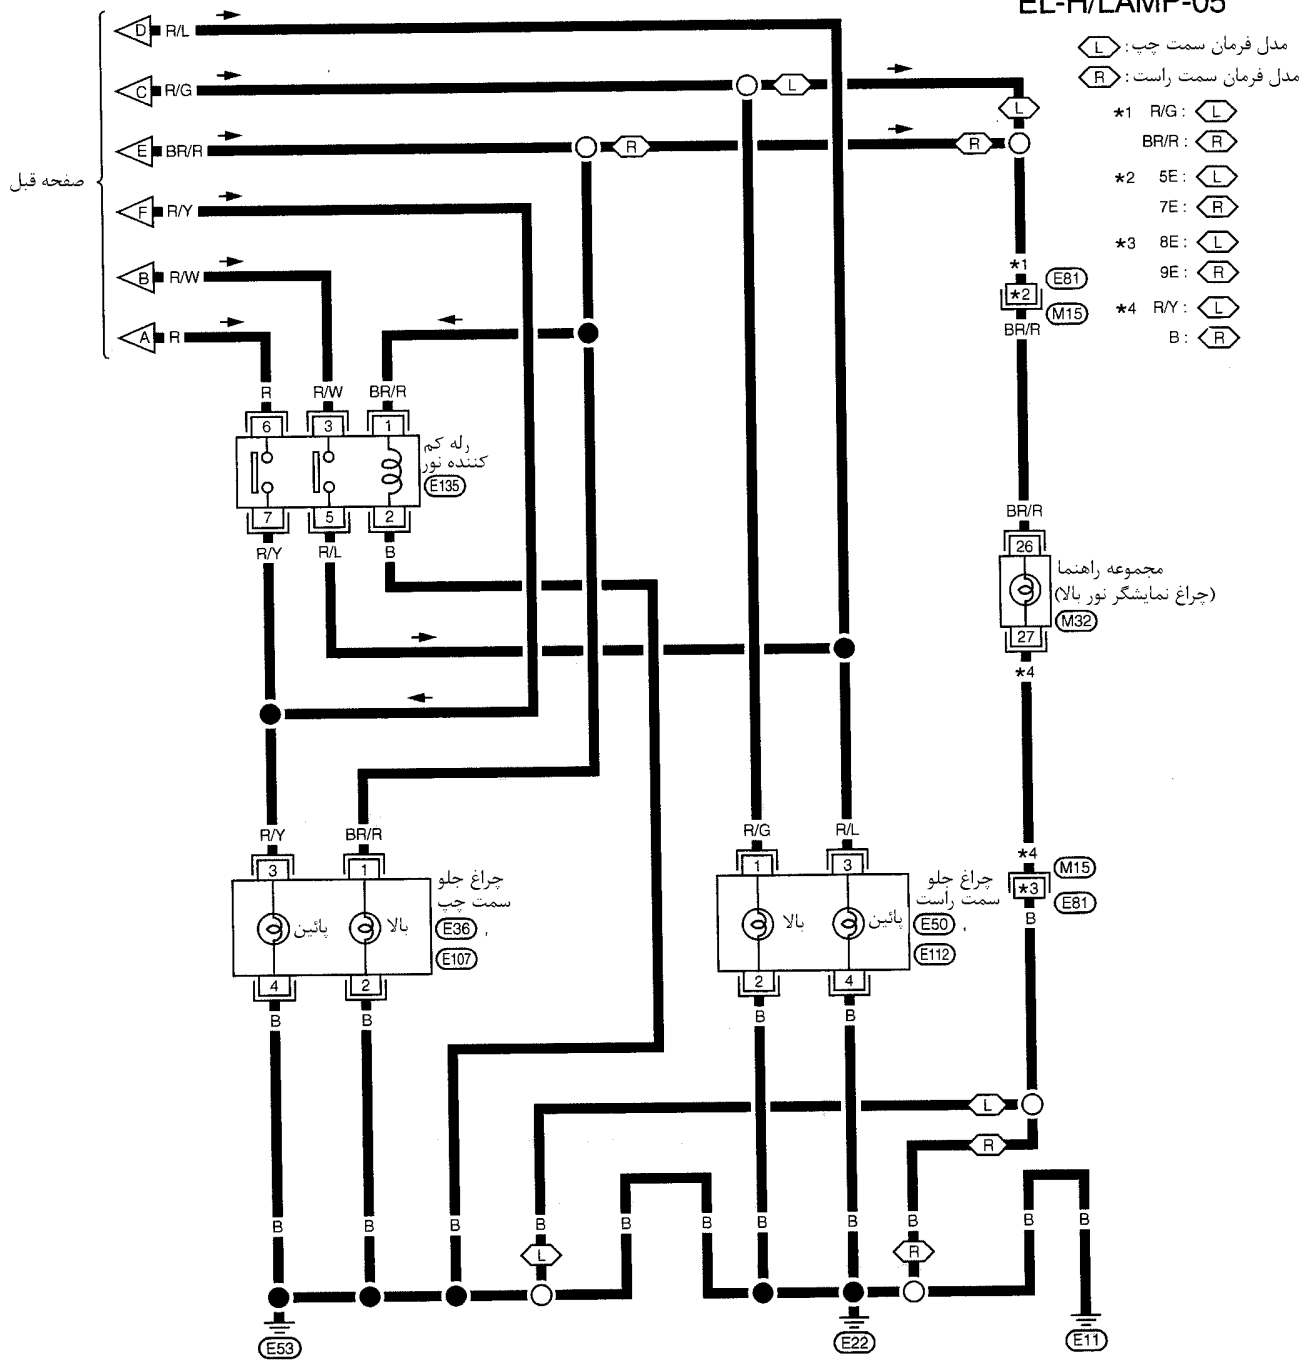 EL-H/LAMP-05
مدل فرمان سمت چپ : L
مدل فرمان سمت راست : R
*1 R/G : L
BR/R : R
*2 5E : L
7E : R
*3 8E : L
9E : R
*4 R/Y : L
B : R
صفحه قبل
D R/L
C R/G L
E BR/R R R
L
F R/Y
B R/W
A R
*1
E81
*2
M15
BR/R
R R/W BR/R
6 3 1
رله کم
کننده نور
E135
7 5 2
R/Y R/L B
BR/R
26
مجموعه راهنما
(چراغ نمایشگر نور بالا)
M32
27
*4
R/Y BR/R
3 1
چراغ جلو
سمت چپ
پائین بالا
E36 ,
E107
4 2
B B
R/G R/L
1 3
چراغ جلو
سمت راست
بالا پائین
E50 ,
E112
2 4
B B
*4
M15
*3
E81
B
L
R
B B B B B B B B B B B
L R
E53 E22 E11